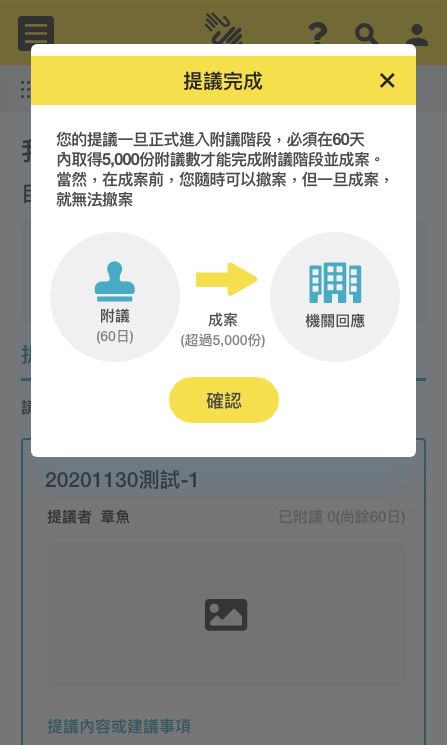 提議完成
您的提議一旦正式進入附議階段，必須在60天
內取得5,000份附議數才能完成附議階段並成案。
當然，在成案前，您隨時可以撤案，但一旦成案，
就無法撤案
附議
(60日)
成案
(超過5,000份)
機關回應
確認
20201130測試-1
提議者 章魚
已附議 0(尚餘60日)
提議內容或建議事項